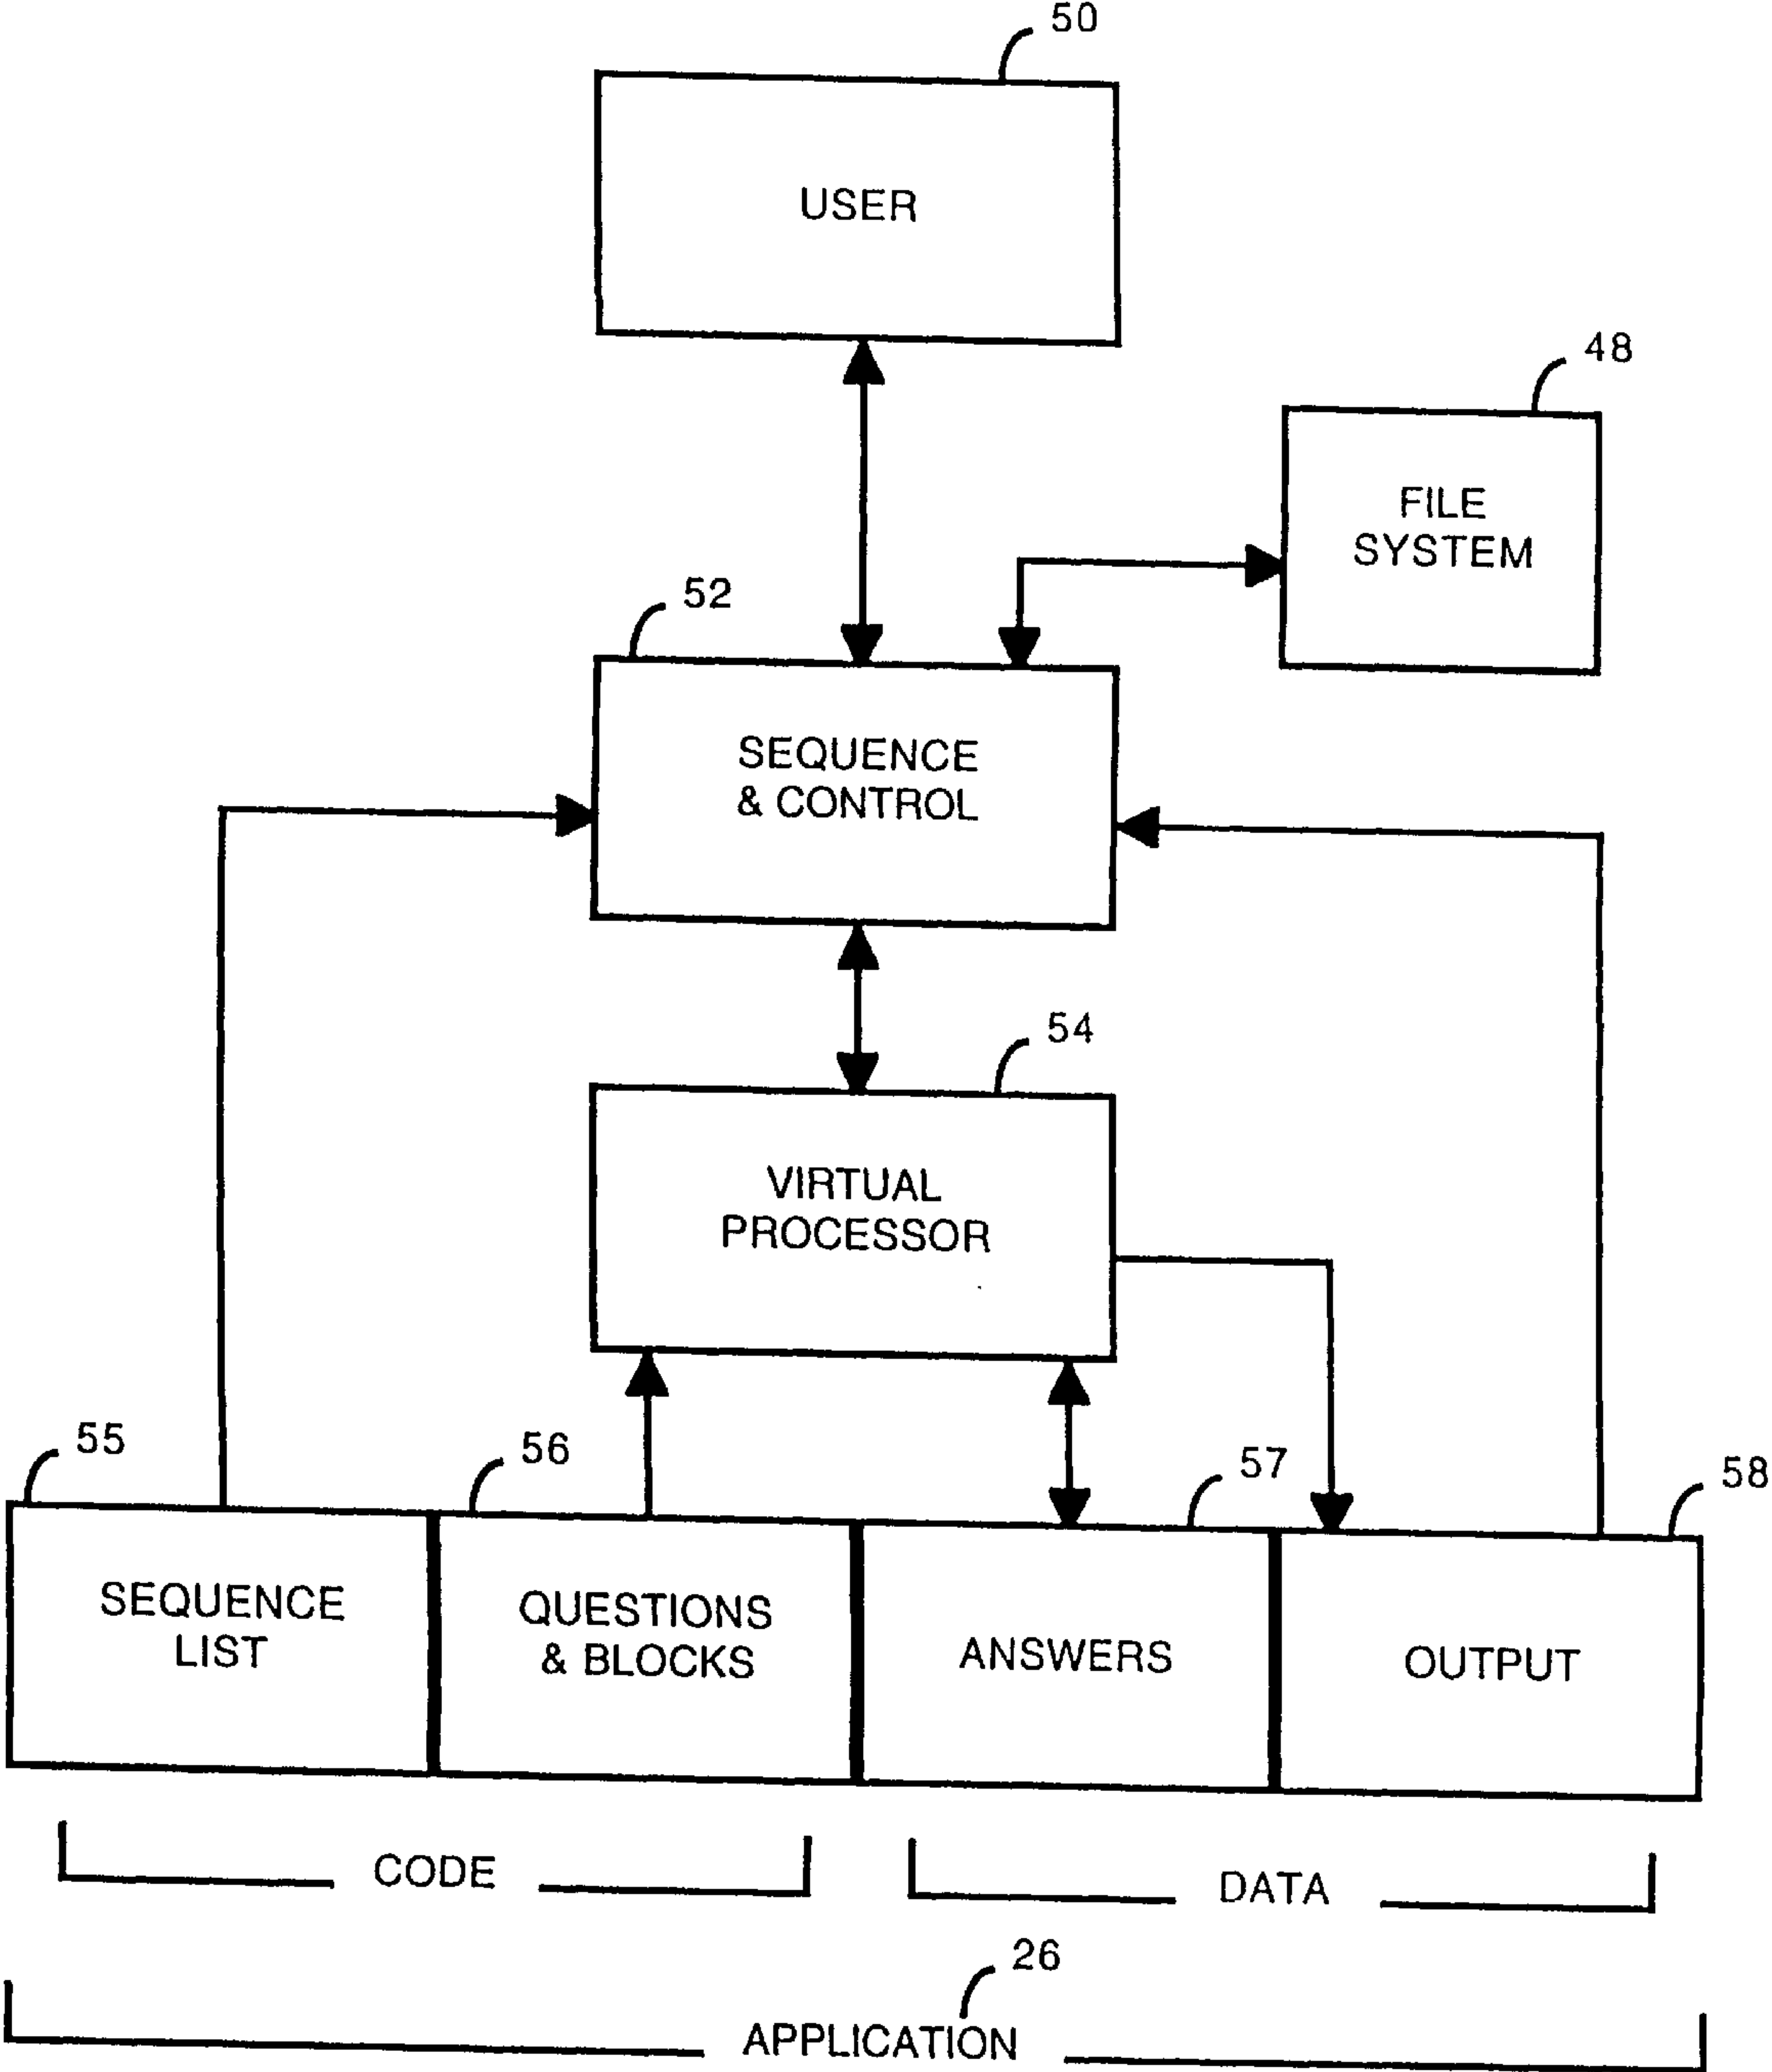 50
USER
48
FILE
SYSTEM
52
SEQUENCE
& CONTROL
54
VIRTUAL
PROCESSOR
55
56
57
58
SEQUENCE
LIST
QUESTIONS
& BLOCKS
ANSWERS
OUTPUT
CODE
DATA
26
APPLICATION